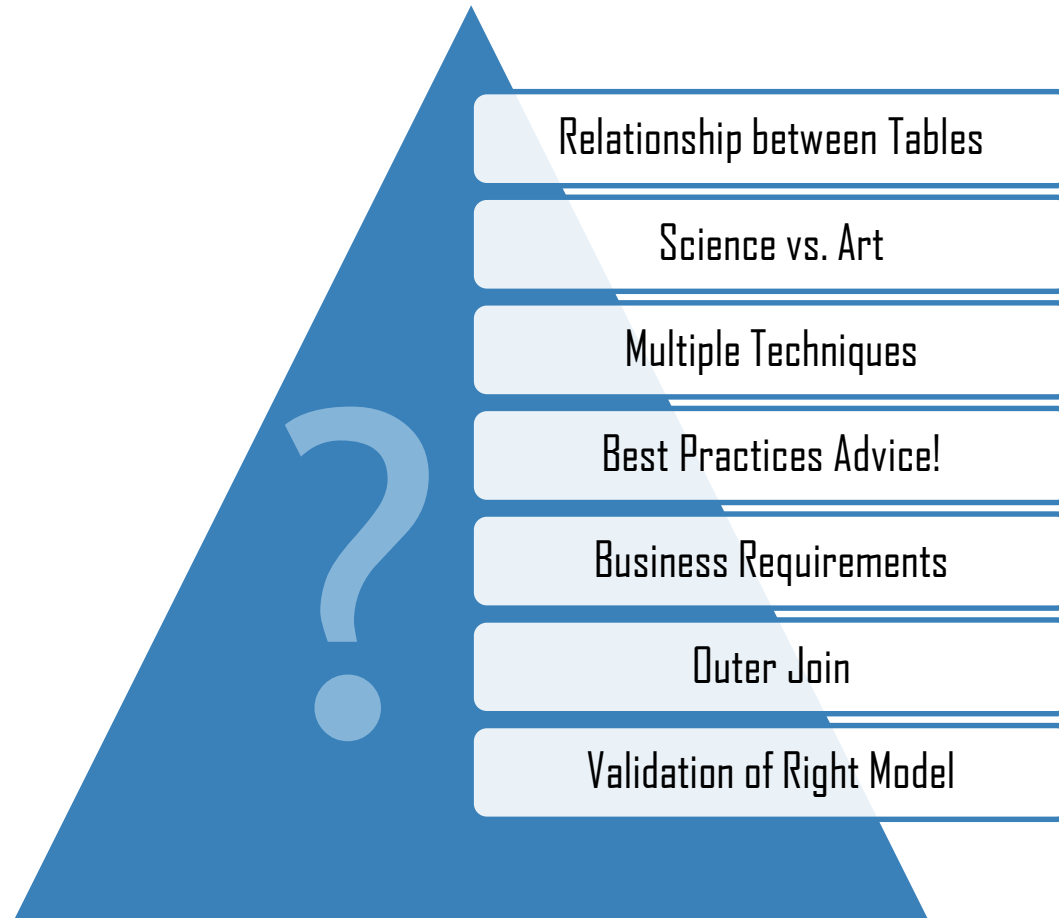 Relationship between Tables
Science vs. Art
Multiple Techniques
?
Best Practices Advice!
Business Requirements
Outer Join
Validation of Right Model